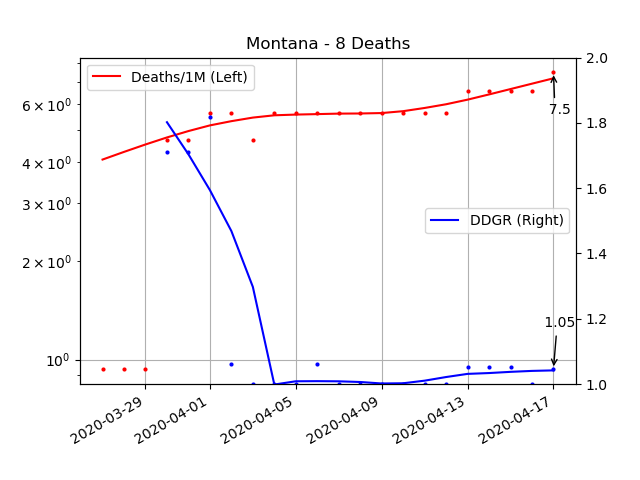 Montana - 8 Deaths
Deaths/1M (Left)
DDGR (Right)
6 × 10⁰
4 × 10⁰
3 × 10⁰
2 × 10⁰
10⁰
2.0
1.8
1.6
1.4
1.2
1.0
7.5
1.05
2020-03-29
2020-04-01
2020-04-05
2020-04-09
2020-04-13
2020-04-17